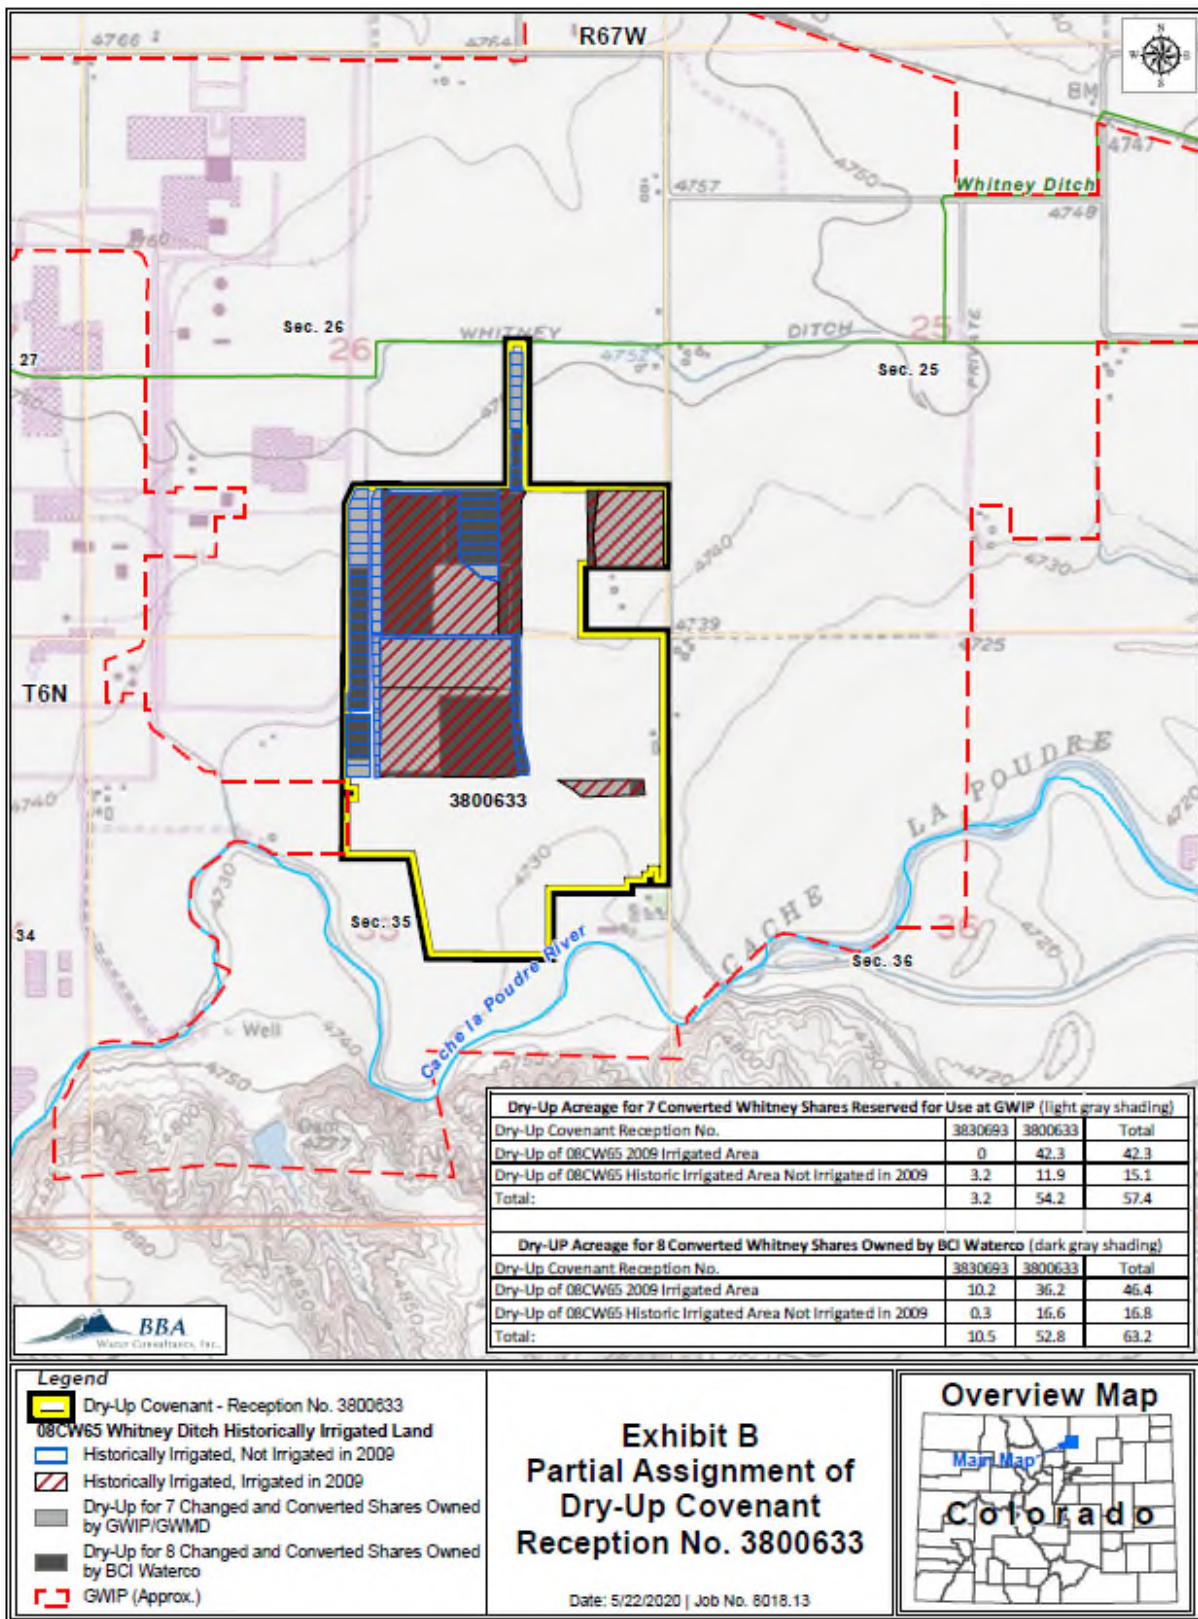 R67W
4766
4764
BM
4747
4760
Whitney Ditch
4757
4748
4760
Sec. 26
WHITNEY
DITCH
25
26
4752
27
Sec. 25
PRIVATE
4740
4730
4739
4725
T6N
3800633
CACHE LA POUDRE
4740
4720
4730
4730
Sec. 35
35
34
36
4720
Sec. 36
Cache la Poudre River
Well
4740
4750
4800
4750
4720
4777
4850
Dry-Up Acreage for 7 Converted Whitney Shares Reserved for Use at GWIP (light gray shading)
Dry-Up Covenant Reception No. 3830693 3800633 Total
Dry-Up of 08CW65 2009 Irrigated Area 0 42.3 42.3
Dry-Up of 08CW65 Historic Irrigated Area Not Irrigated in 2009 3.2 11.9 15.1
Total: 3.2 54.2 57.4
Dry-UP Acreage for 8 Converted Whitney Shares Owned by BCI Waterco (dark gray shading)
Dry-Up Covenant Reception No. 3830693 3800633 Total
Dry-Up of 08CW65 2009 Irrigated Area 10.2 36.2 46.4
Dry-Up of 08CW65 Historic Irrigated Area Not Irrigated in 2009 0.3 16.6 16.8
Total: 10.5 52.8 63.2
BBA
Water Consultants, Inc.
Legend
Dry-Up Covenant - Reception No. 3800633
08CW65 Whitney Ditch Historically Irrigated Land
Historically Irrigated, Not Irrigated in 2009
Historically Irrigated, Irrigated in 2009
Dry-Up for 7 Changed and Converted Shares Owned
by GWIP/GWMD
Dry-Up for 8 Changed and Converted Shares Owned
by BCI Waterco
GWIP (Approx.)
Exhibit B
Partial Assignment of
Dry-Up Covenant
Reception No. 3800633
Date: 5/22/2020 | Job No. 8018.13
Overview Map
Main Map
Colorado